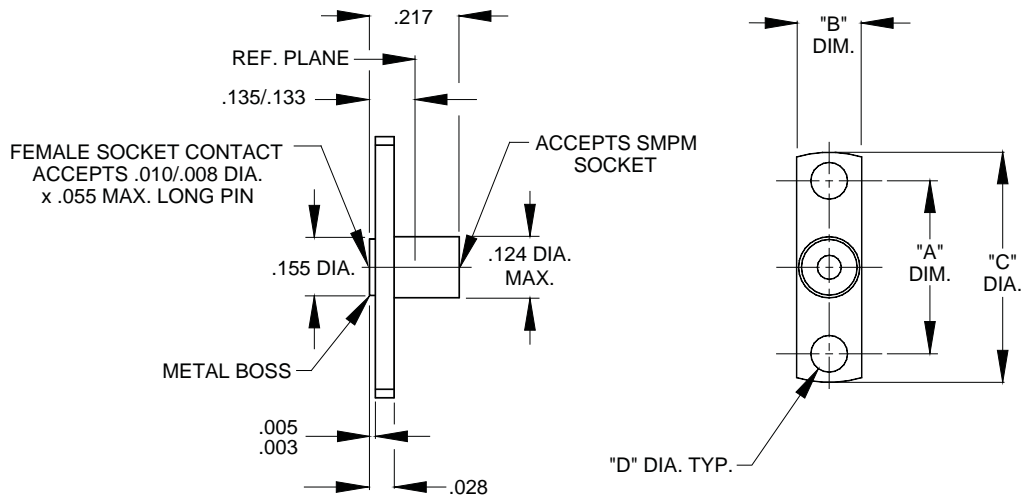 .217
REF. PLANE
.135/.133
FEMALE SOCKET CONTACT
ACCEPTS .010/.008 DIA.
x .055 MAX. LONG PIN
ACCEPTS SMPM
SOCKET
.155 DIA.
.124 DIA.
MAX.
METAL BOSS
.005
.003
.028
"B"
DIM.
"A"
DIM.
"C"
DIA.
"D" DIA. TYP.